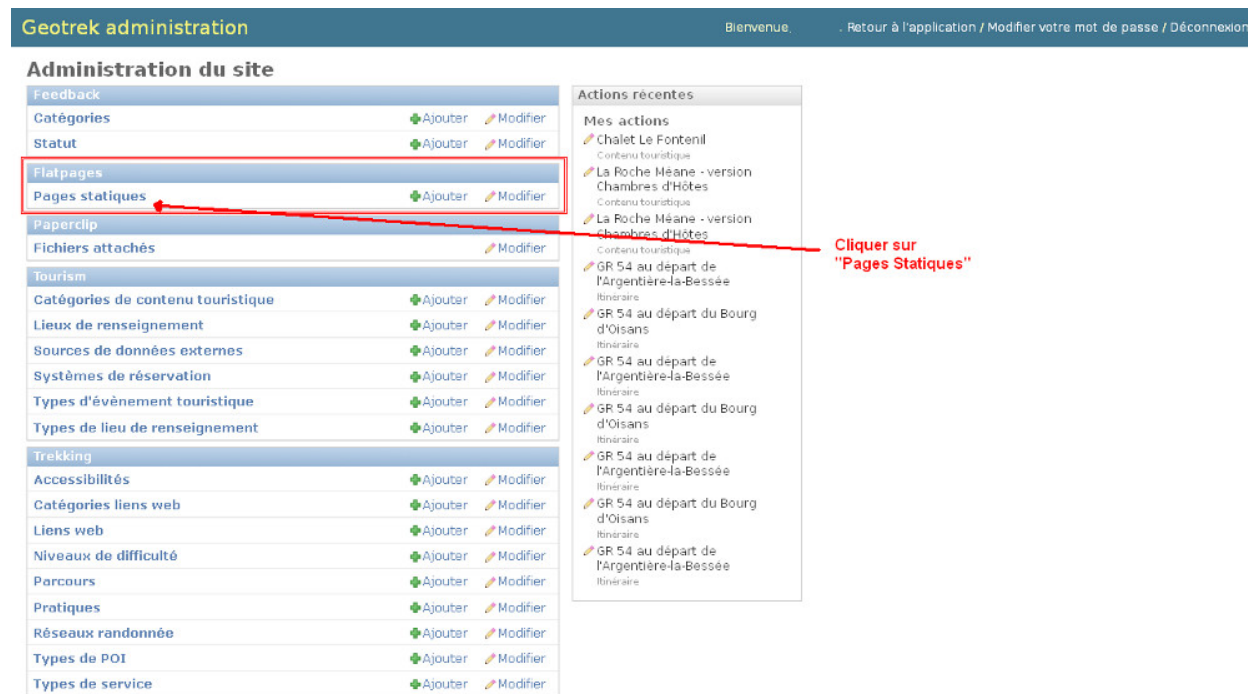 Geotrek administration
Bienvenue, . Retour à l'application / Modifier votre mot de passe / Déconnexion
Administration du site
Feedback
Catégories Ajouter Modifier
Statut Ajouter Modifier
Flatpages
Pages statiques Ajouter Modifier
Paperclip
Fichiers attachés Modifier
Tourism
Catégories de contenu touristique Ajouter Modifier
Lieux de renseignement Ajouter Modifier
Sources de données externes Ajouter Modifier
Systèmes de réservation Ajouter Modifier
Types d'évènement touristique Ajouter Modifier
Types de lieu de renseignement Ajouter Modifier
Trekking
Accessibilités Ajouter Modifier
Catégories liens web Ajouter Modifier
Liens web Ajouter Modifier
Niveaux de difficulté Ajouter Modifier
Parcours Ajouter Modifier
Pratiques Ajouter Modifier
Réseaux randonnée Ajouter Modifier
Types de POI Ajouter Modifier
Types de service Ajouter Modifier
Actions récentes
Mes actions
Chalet Le Fontenil
Contenu touristique
La Roche Méane - version
Chambres d'Hôtes
Contenu touristique
La Roche Méane - version
Chambres d'Hôtes
Contenu touristique
GR 54 au départ de
l'Argentière-la-Bessée
Itinéraire
GR 54 au départ du Bourg
d'Oisans
Itinéraire
GR 54 au départ de
l'Argentière-la-Bessée
Itinéraire
GR 54 au départ du Bourg
d'Oisans
Itinéraire
GR 54 au départ de
l'Argentière-la-Bessée
Itinéraire
GR 54 au départ du Bourg
d'Oisans
Itinéraire
GR 54 au départ de
l'Argentière-la-Bessée
Itinéraire
Cliquer sur
"Pages Statiques"